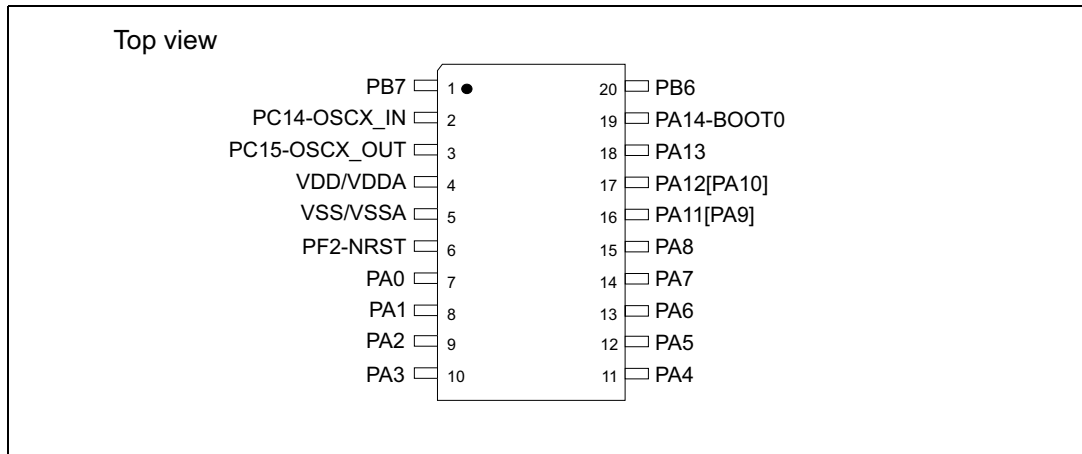 Top view
PB7 1 20 PB6
PC14-OSCX_IN 2 19 PA14-BOOT0
PC15-OSCX_OUT 3 18 PA13
VDD/VDDA 4 17 PA12[PA10]
VSS/VSSA 5 16 PA11[PA9]
PF2-NRST 6 15 PA8
PA0 7 14 PA7
PA1 8 13 PA6
PA2 9 12 PA5
PA3 10 11 PA4